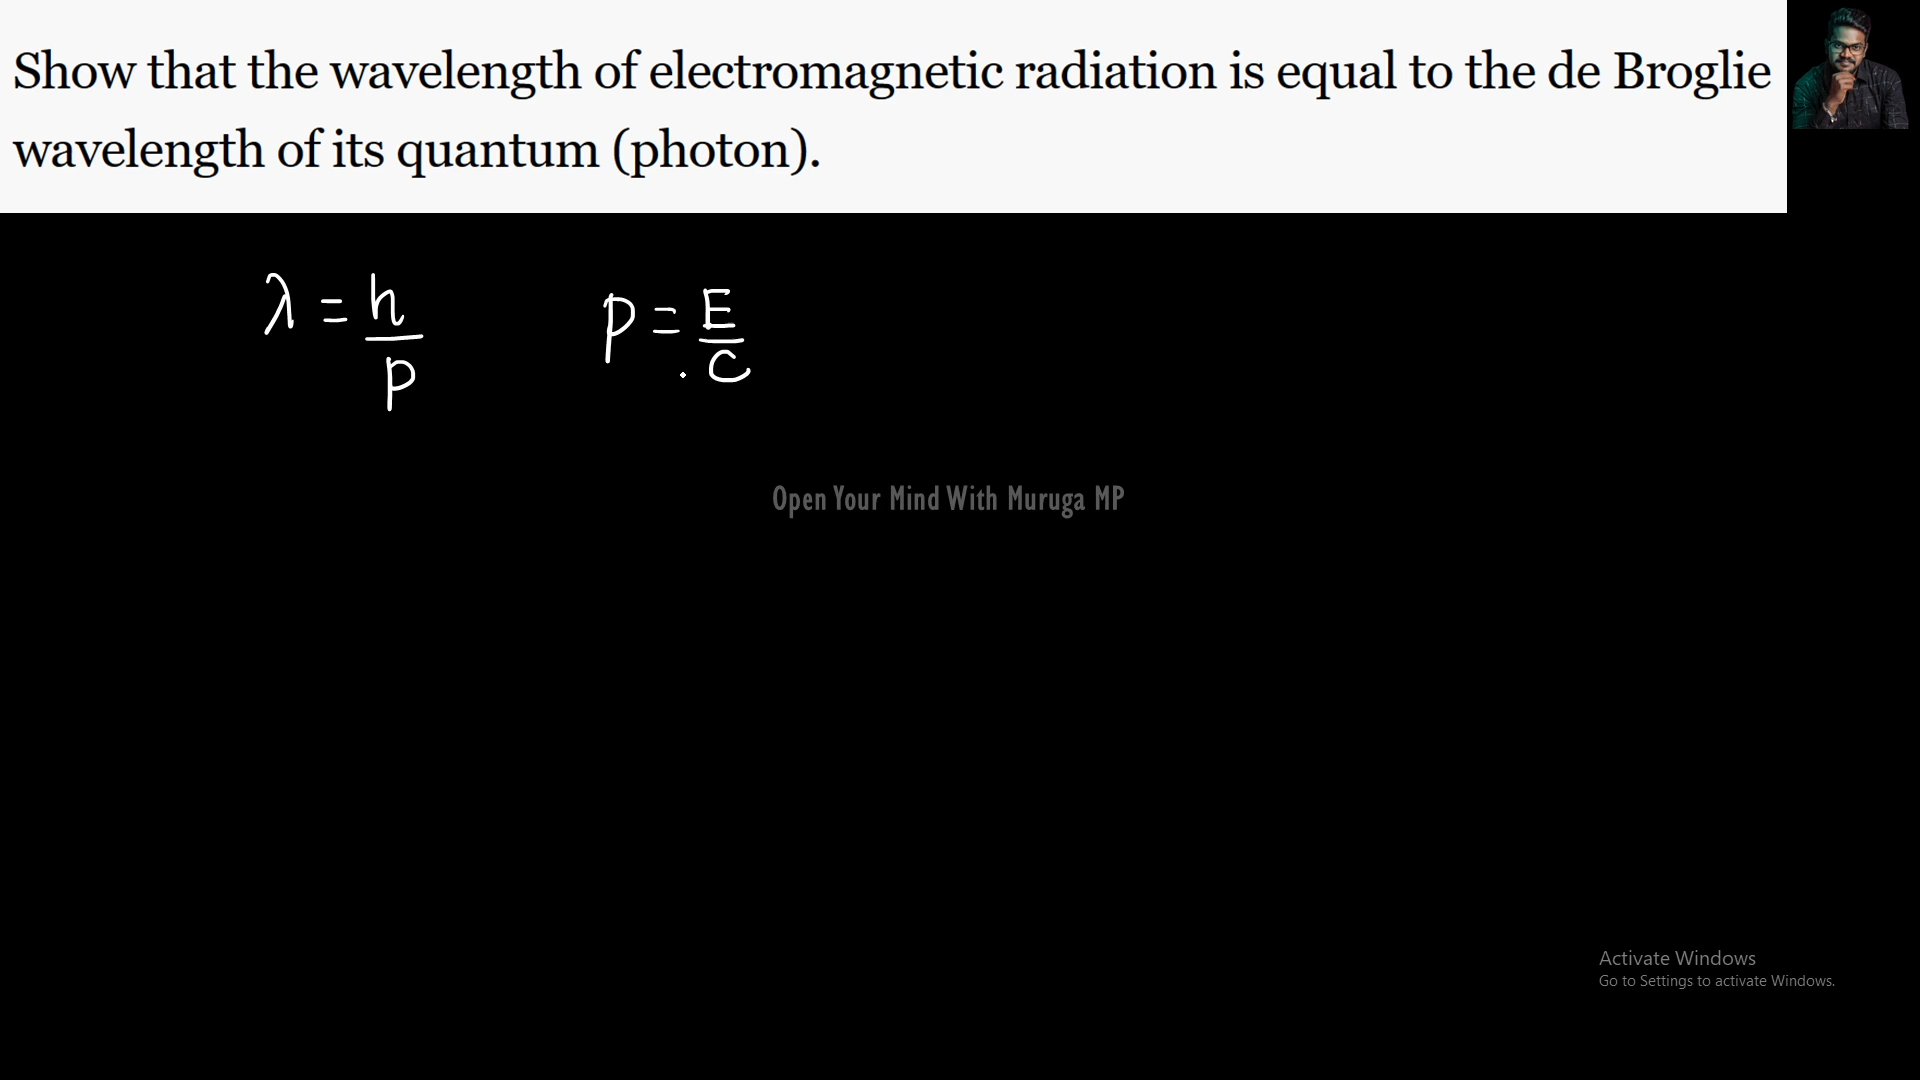 Show that the wavelength of electromagnetic radiation is equal to the de Broglie
wavelength of its quantum (photon).
λ = h/p
p = E/C
Open Your Mind With Muruga MP
Activate Windows
Go to Settings to activate Windows.